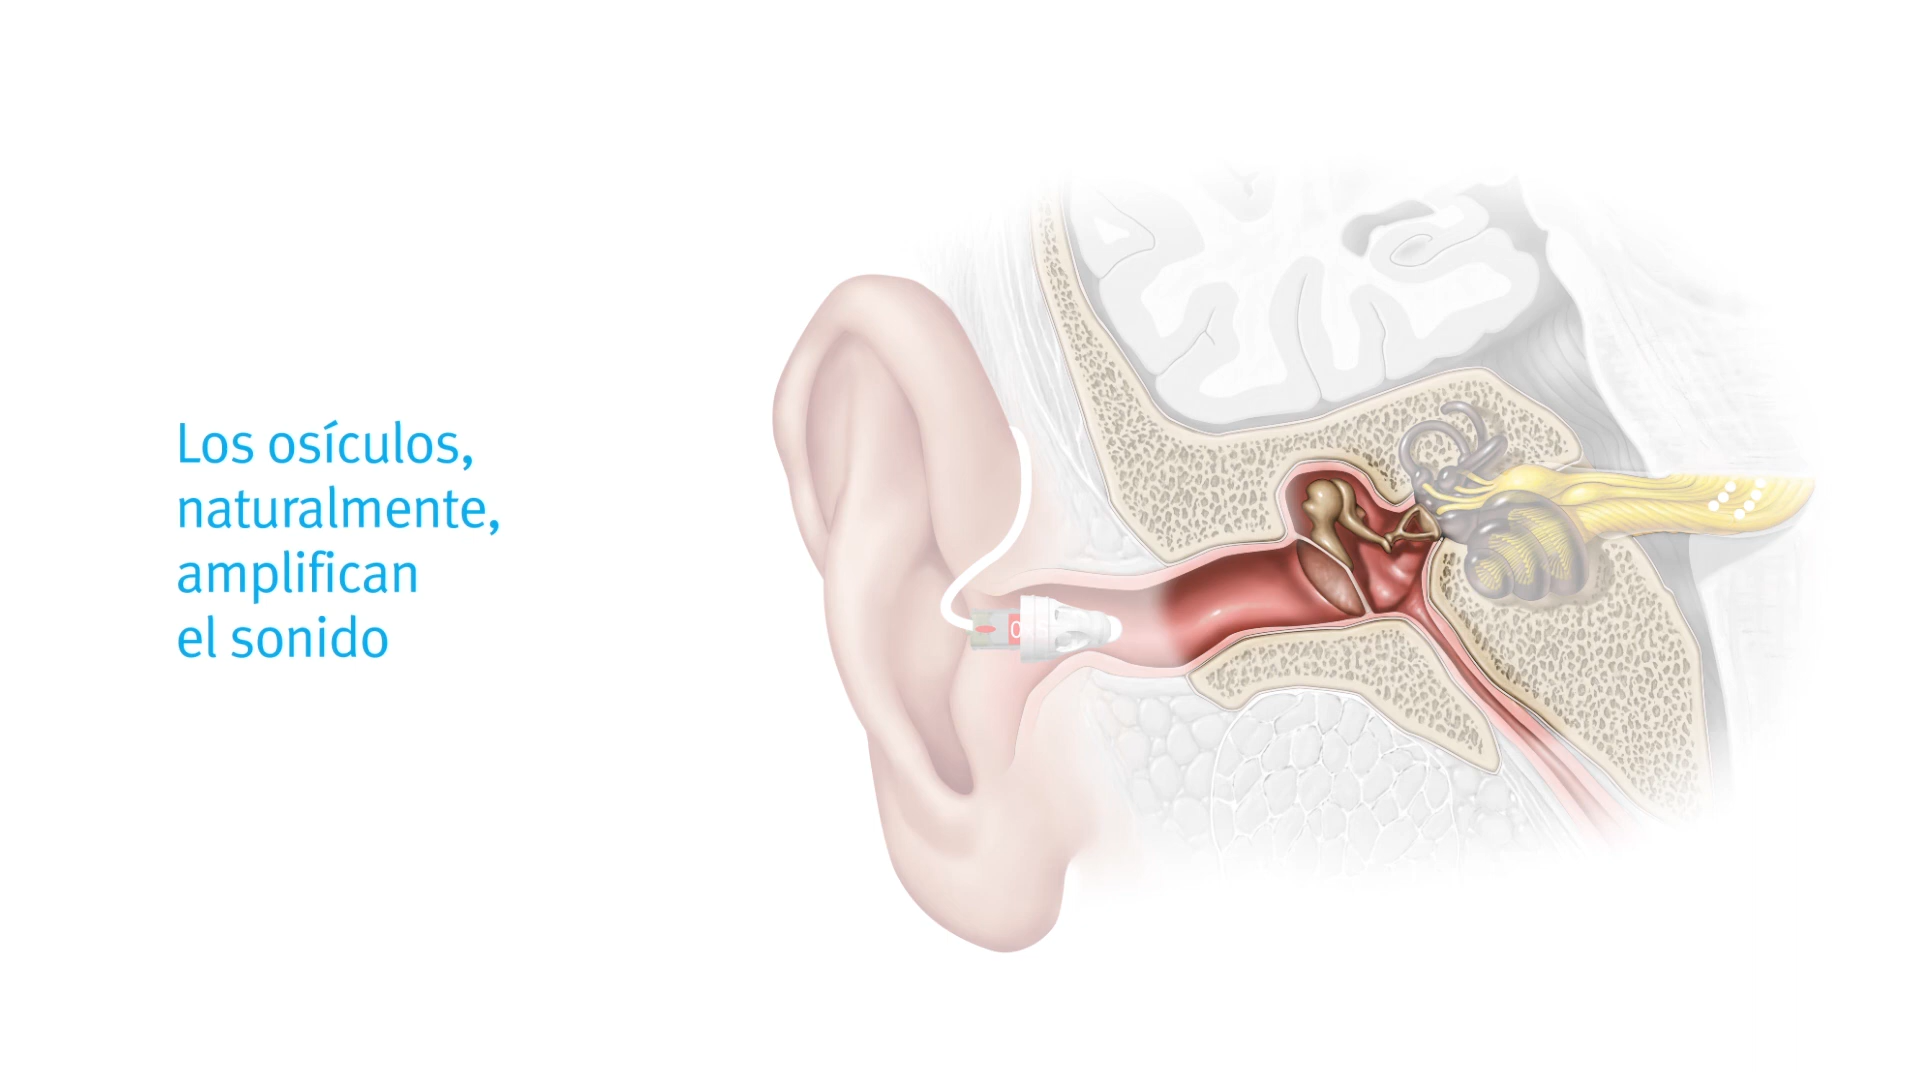 Los osículos,
naturalmente,
amplifican
el sonido